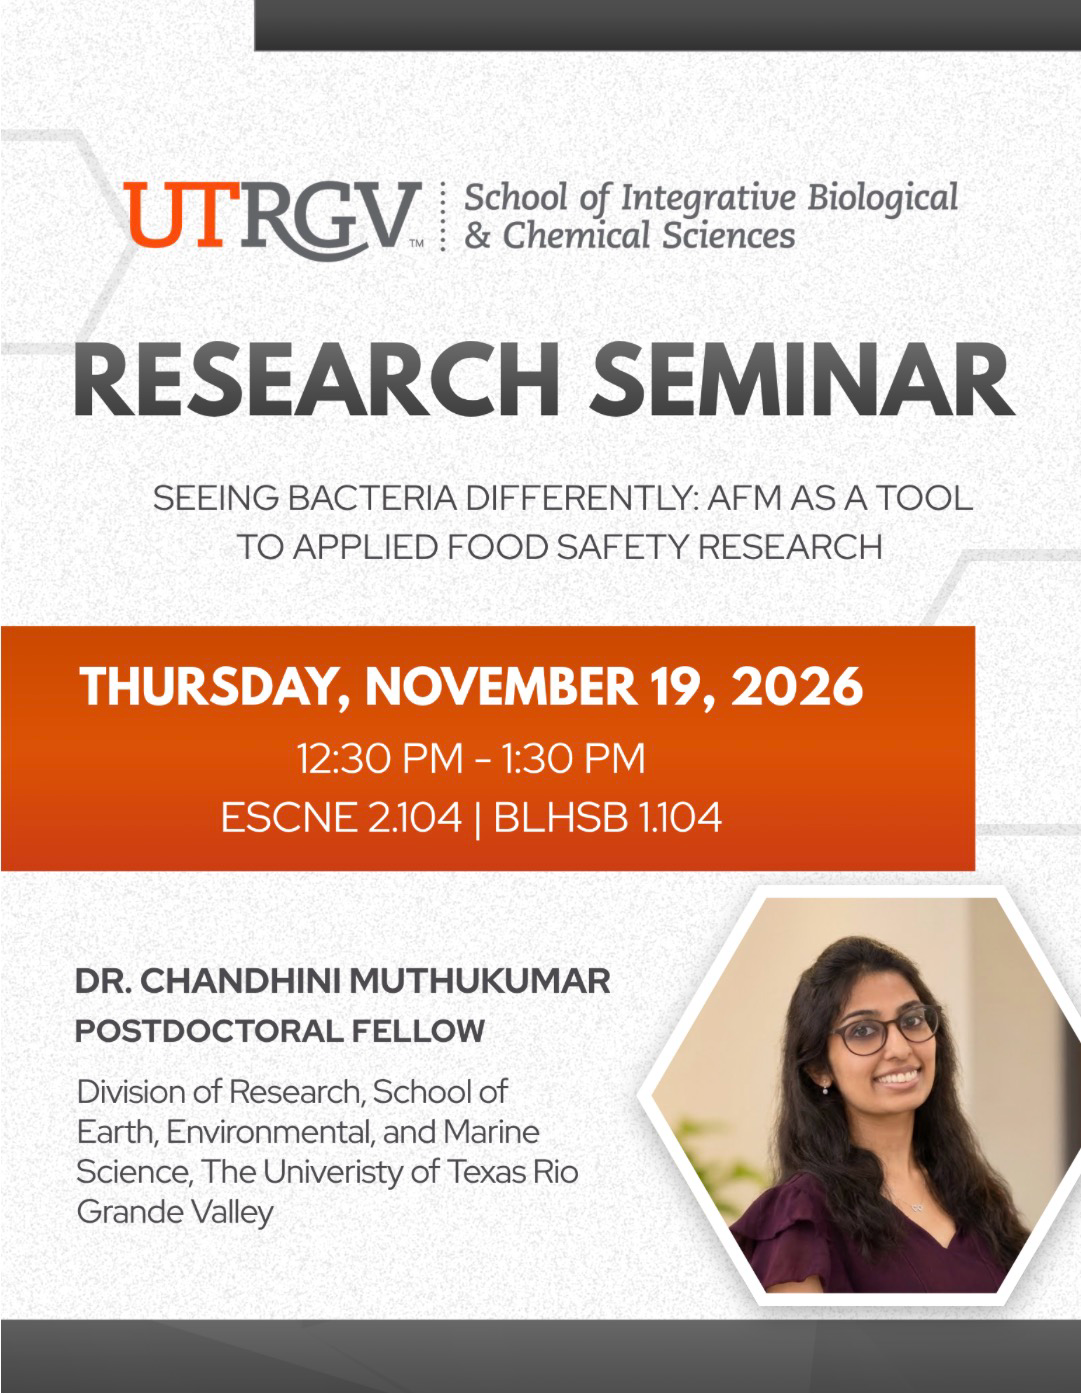 UTRGV™
School of Integrative Biological
& Chemical Sciences
RESEARCH SEMINAR
SEEING BACTERIA DIFFERENTLY: AFM AS A TOOL
TO APPLIED FOOD SAFETY RESEARCH
THURSDAY, NOVEMBER 19, 2026
12:30 PM - 1:30 PM
ESCNE 2.104 | BLHSB 1.104
DR. CHANDHINI MUTHUKUMAR
POSTDOCTORAL FELLOW
Division of Research, School of
Earth, Environmental, and Marine
Science, The Univeristy of Texas Rio
Grande Valley